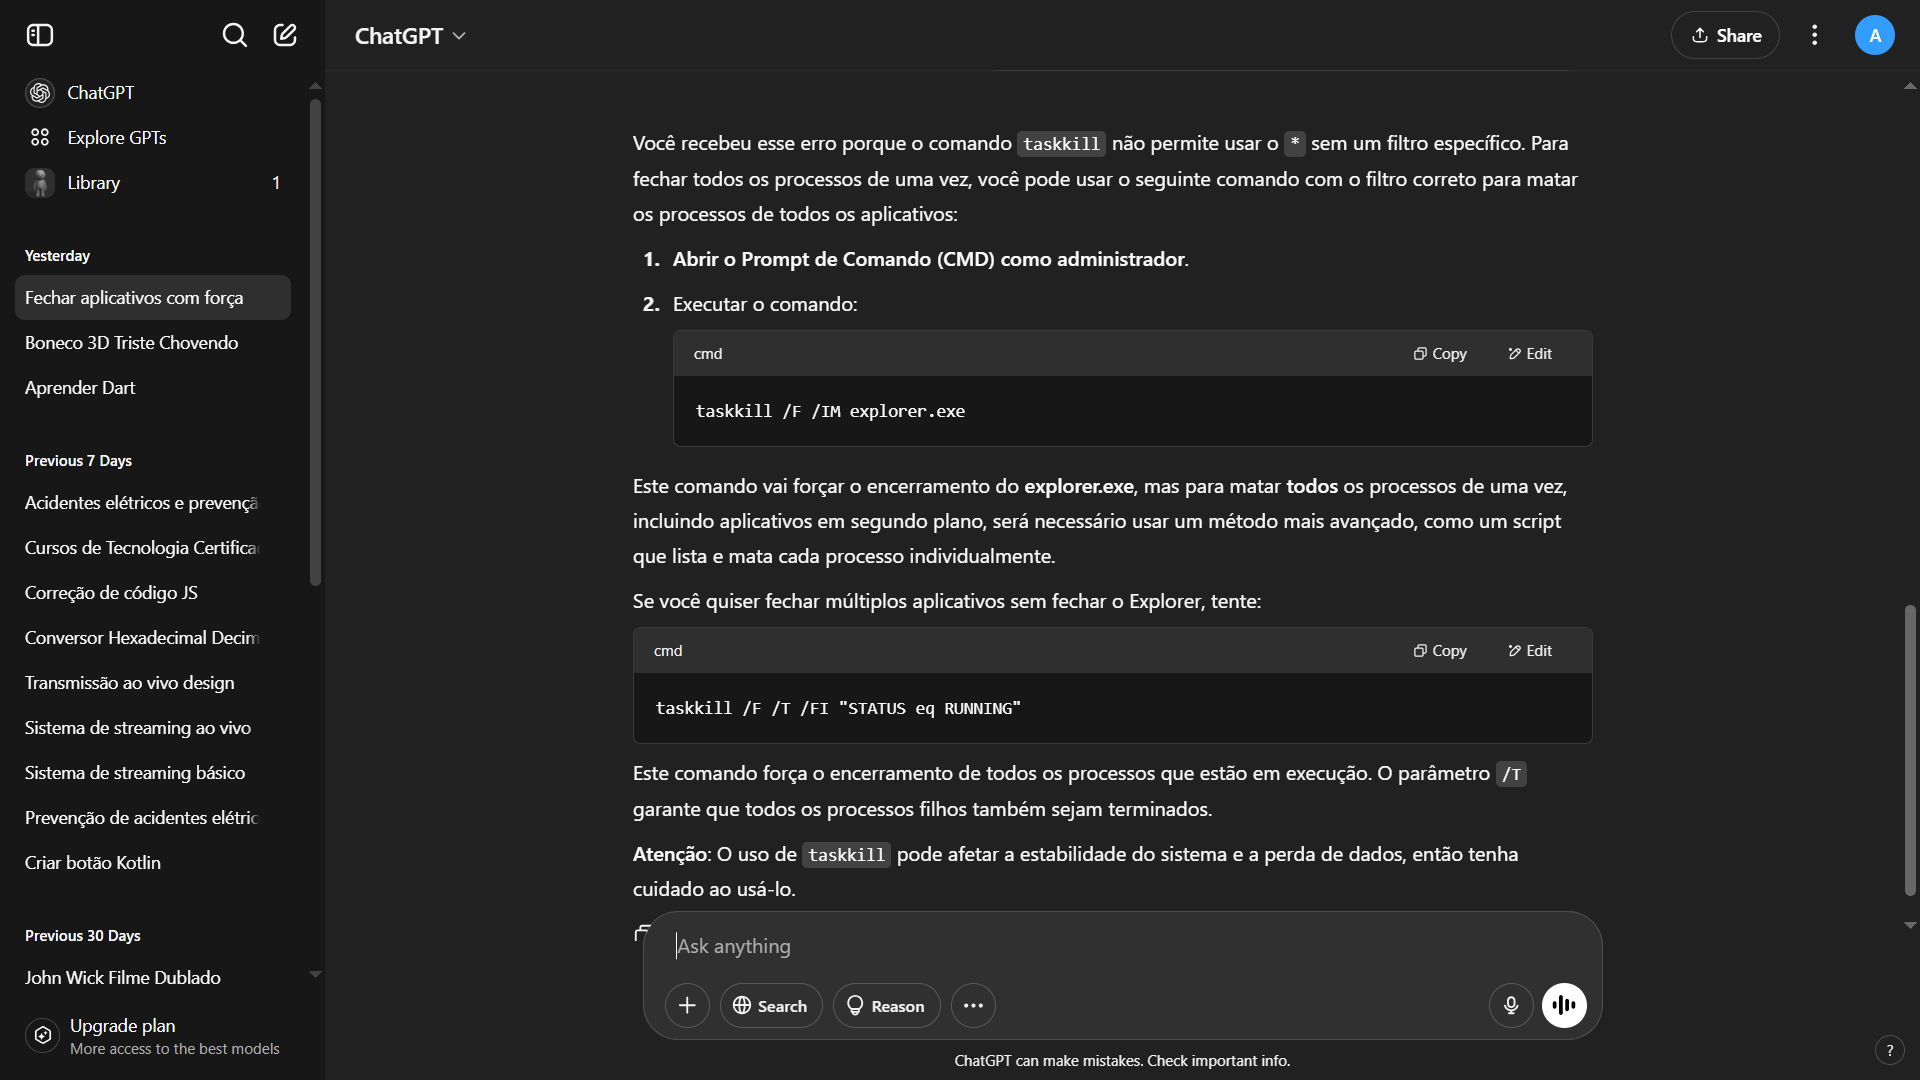 ChatGPT
Explore GPTs
Library 1
Yesterday
Fechar aplicativos com força
Boneco 3D Triste Chovendo
Aprender Dart
Previous 7 Days
Acidentes elétricos e prevençã
Cursos de Tecnologia Certifica
Correção de código JS
Conversor Hexadecimal Decim
Transmissão ao vivo design
Sistema de streaming ao vivo
Sistema de streaming básico
Prevenção de acidentes elétric
Criar botão Kotlin
Previous 30 Days
John Wick Filme Dublado
Upgrade plan
More access to the best models
ChatGPT
Share
A
Você recebeu esse erro porque o comando taskkill não permite usar o * sem um filtro específico. Para
fechar todos os processos de uma vez, você pode usar o seguinte comando com o filtro correto para matar
os processos de todos os aplicativos:
1. Abrir o Prompt de Comando (CMD) como administrador.
2. Executar o comando:
cmd Copy Edit
taskkill /F /IM explorer.exe
Este comando vai forçar o encerramento do explorer.exe, mas para matar todos os processos de uma vez,
incluindo aplicativos em segundo plano, será necessário usar um método mais avançado, como um script
que lista e mata cada processo individualmente.
Se você quiser fechar múltiplos aplicativos sem fechar o Explorer, tente:
cmd Copy Edit
taskkill /F /T /FI "STATUS eq RUNNING"
Este comando força o encerramento de todos os processos que estão em execução. O parâmetro /T
garante que todos os processos filhos também sejam terminados.
Atenção: O uso de taskkill pode afetar a estabilidade do sistema e a perda de dados, então tenha
cuidado ao usá-lo.
Ask anything
Search Reason
ChatGPT can make mistakes. Check important info.
?